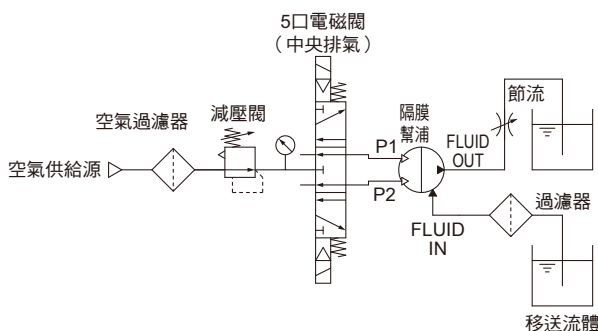 5口電磁閥
（中央排氣）
空氣過濾器
減壓閥
隔膜
幫浦
節流
空氣供給源
P1
P2
FLUID
OUT
FLUID
IN
過濾器
移送流體